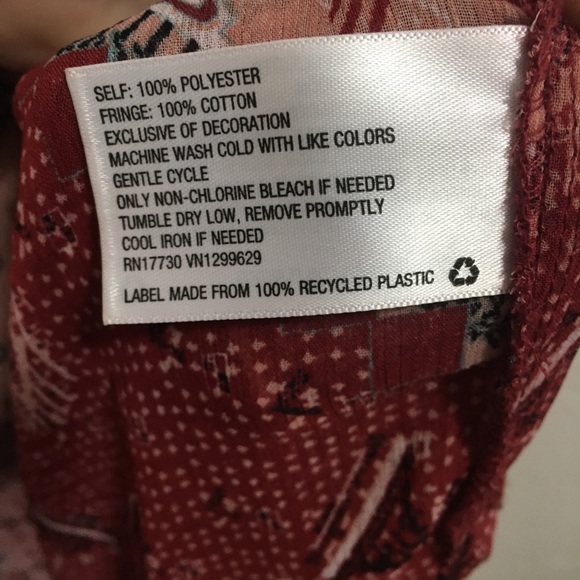 SELF: 100% POLYESTER
FRINGE: 100% COTTON
EXCLUSIVE OF DECORATION
MACHINE WASH COLD WITH LIKE COLORS
GENTLE CYCLE
ONLY NON-CHLORINE BLEACH IF NEEDED
TUMBLE DRY LOW, REMOVE PROMPTLY
COOL IRON IF NEEDED
RN17730 VN1299629
LABEL MADE FROM 100% RECYCLED PLASTIC